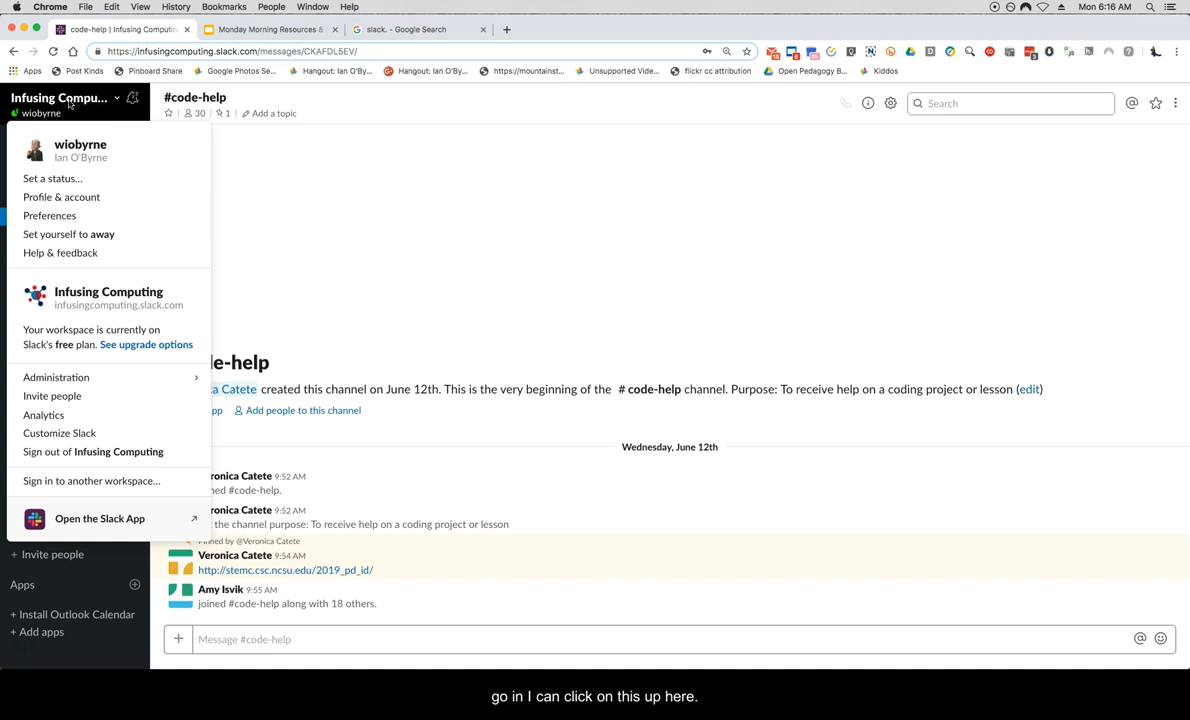 Chrome File Edit View History Bookmarks People Window Help Mon 6:16 AM
code-help | Infusing Computin Monday Morning Resources & slack. - Google Search
https://infusingcomputing.slack.com/messages/CKAFDL5EV/
Apps Post Kinds Pinboard Share Google Photos Se... Hangout: Ian O'By... Hangout: Ian O'By... https://mountainst... Unsupported Vide... flickr cc attribution Open Pedagogy B... Kiddos
Infusing Compu...
wiobyrne
#code-help
30 1 Add a topic
Search
wiobyrne
Ian O'Byrne
Set a status...
Profile & account
Preferences
Set yourself to away
Help & feedback
Infusing Computing
infusingcomputing.slack.com
Your workspace is currently on
Slack's free plan. See upgrade options
Administration
Invite people
Analytics
Customize Slack
Sign out of Infusing Computing
Sign in to another workspace...
Open the Slack App
+ Invite people
Apps
+ Install Outlook Calendar
+ Add apps
de-help
a Catete created this channel on June 12th. This is the very beginning of the # code-help channel. Purpose: To receive help on a coding project or lesson (edit)
pp Add people to this channel
Wednesday, June 12th
ronica Catete 9:52 AM
ned #code-help.
ronica Catete 9:52 AM
the channel purpose: To receive help on a coding project or lesson
Pinned by @Veronica Catete
Veronica Catete 9:54 AM
http://stemc.csc.ncsu.edu/2019_pd_id/
Amy Isvik 9:55 AM
joined #code-help along with 18 others.
Message #code-help
go in I can click on this up here.